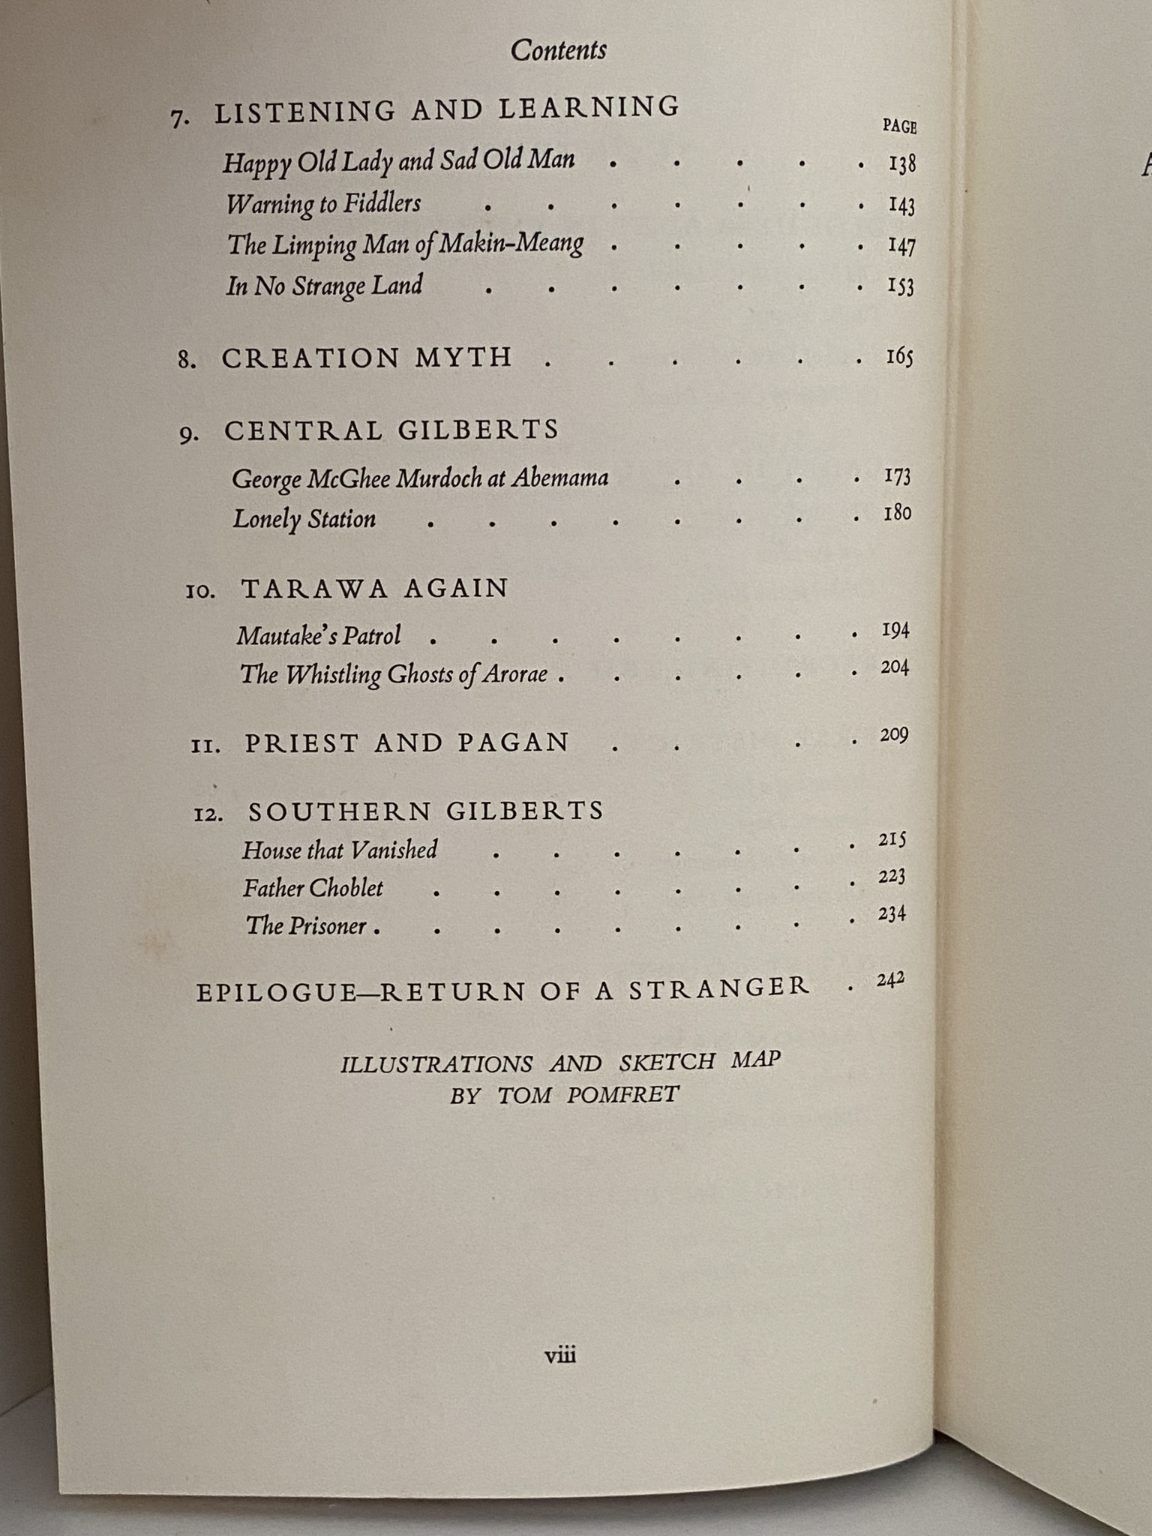 Contents
7. LISTENING AND LEARNING
PAGE
Happy Old Lady and Sad Old Man . . . . . 138
Warning to Fiddlers . . . . . . . 143
The Limping Man of Makin-Meang . . . . . 147
In No Strange Land . . . . . . . 153
8. CREATION MYTH . . . . . . 165
9. CENTRAL GILBERTS
George McGhee Murdoch at Abemama . . . . 173
Lonely Station . . . . . . . . 180
10. TARAWA AGAIN
Mautake's Patrol . . . . . . . . 194
The Whistling Ghosts of Arorae . . . . . . 204
11. PRIEST AND PAGAN . . . . 209
12. SOUTHERN GILBERTS
House that Vanished . . . . . . . 215
Father Choblet . . . . . . . . 223
The Prisoner . . . . . . . . . 234
EPILOGUE—RETURN OF A STRANGER . 242
ILLUSTRATIONS AND SKETCH MAP
BY TOM POMFRET
viii